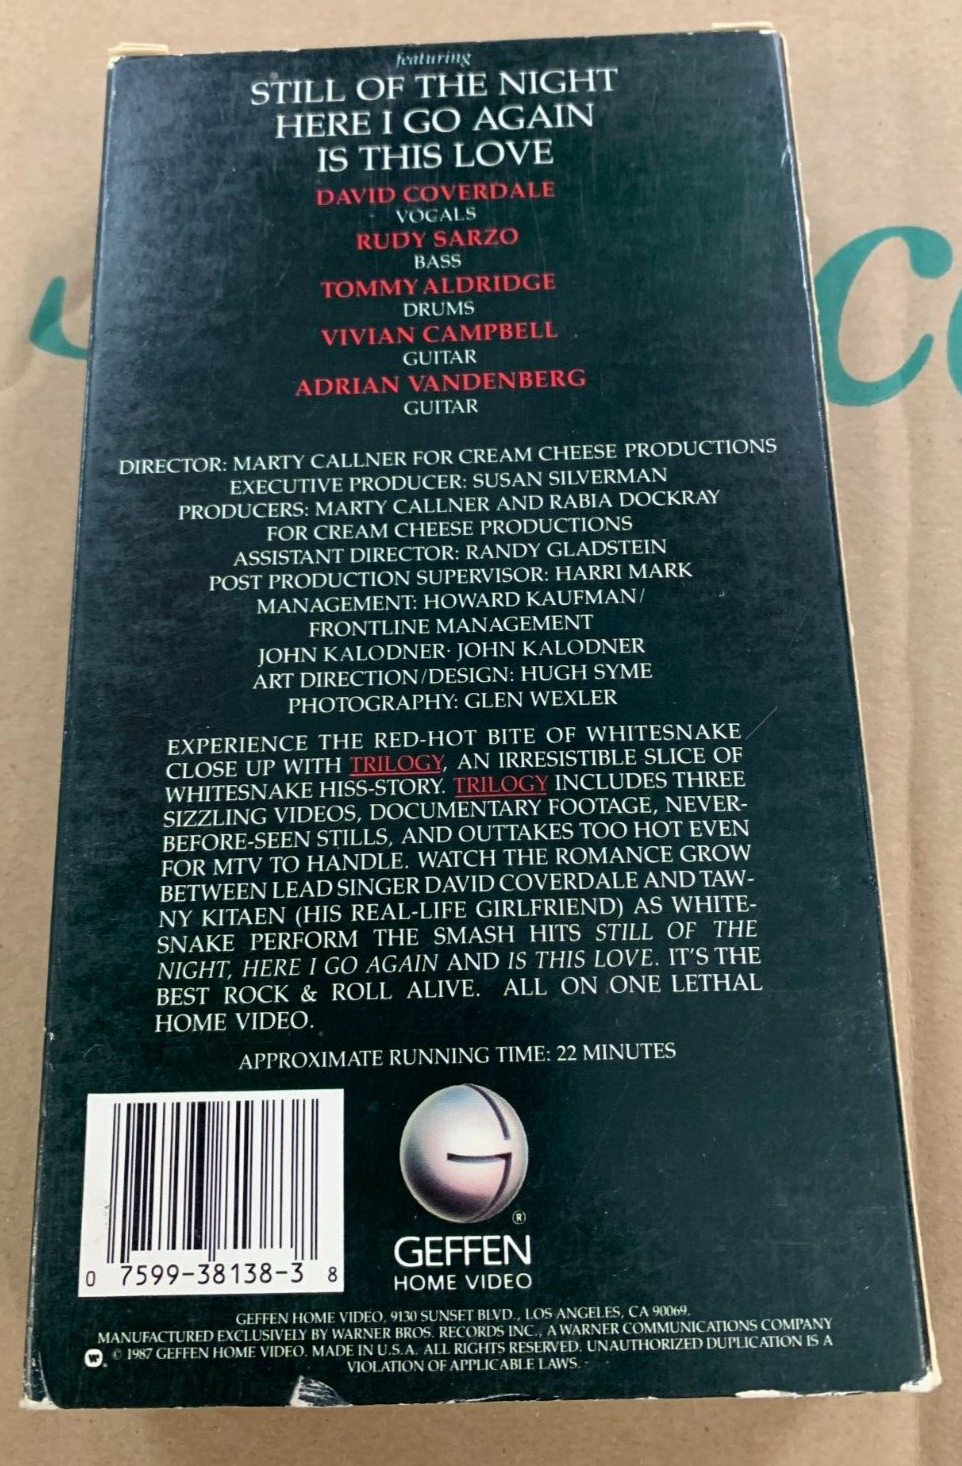 featuring
STILL OF THE NIGHT
HERE I GO AGAIN
IS THIS LOVE
DAVID COVERDALE
VOCALS
RUDY SARZO
BASS
TOMMY ALDRIDGE
DRUMS
VIVIAN CAMPBELL
GUITAR
ADRIAN VANDENBERG
GUITAR
DIRECTOR: MARTY CALLNER FOR CREAM CHEESE PRODUCTIONS
EXECUTIVE PRODUCER: SUSAN SILVERMAN
PRODUCERS: MARTY CALLNER AND RABIA DOCKRAY
FOR CREAM CHEESE PRODUCTIONS
ASSISTANT DIRECTOR: RANDY GLADSTEIN
POST PRODUCTION SUPERVISOR: HARRI MARK
MANAGEMENT: HOWARD KAUFMAN/
FRONTLINE MANAGEMENT
JOHN KALODNER: JOHN KALODNER
ART DIRECTION/DESIGN: HUGH SYME
PHOTOGRAPHY: GLEN WEXLER
EXPERIENCE THE RED-HOT BITE OF WHITESNAKE
CLOSE UP WITH TRILOGY, AN IRRESISTIBLE SLICE OF
WHITESNAKE HISS-STORY. TRILOGY INCLUDES THREE
SIZZLING VIDEOS, DOCUMENTARY FOOTAGE, NEVER-
BEFORE-SEEN STILLS, AND OUTTAKES TOO HOT EVEN
FOR MTV TO HANDLE. WATCH THE ROMANCE GROW
BETWEEN LEAD SINGER DAVID COVERDALE AND TAW-
NY KITAEN (HIS REAL-LIFE GIRLFRIEND) AS WHITE-
SNAKE PERFORM THE SMASH HITS STILL OF THE
NIGHT, HERE I GO AGAIN AND IS THIS LOVE. IT'S THE
BEST ROCK & ROLL ALIVE. ALL ON ONE LETHAL
HOME VIDEO.
APPROXIMATE RUNNING TIME: 22 MINUTES
®
GEFFEN
HOME VIDEO
0 7599-38138-3 8
GEFFEN HOME VIDEO, 9130 SUNSET BLVD., LOS ANGELES, CA 90069.
MANUFACTURED EXCLUSIVELY BY WARNER BROS. RECORDS INC., A WARNER COMMUNICATIONS COMPANY
© 1987 GEFFEN HOME VIDEO. MADE IN U.S.A. ALL RIGHTS RESERVED. UNAUTHORIZED DUPLICATION IS A
VIOLATION OF APPLICABLE LAWS.